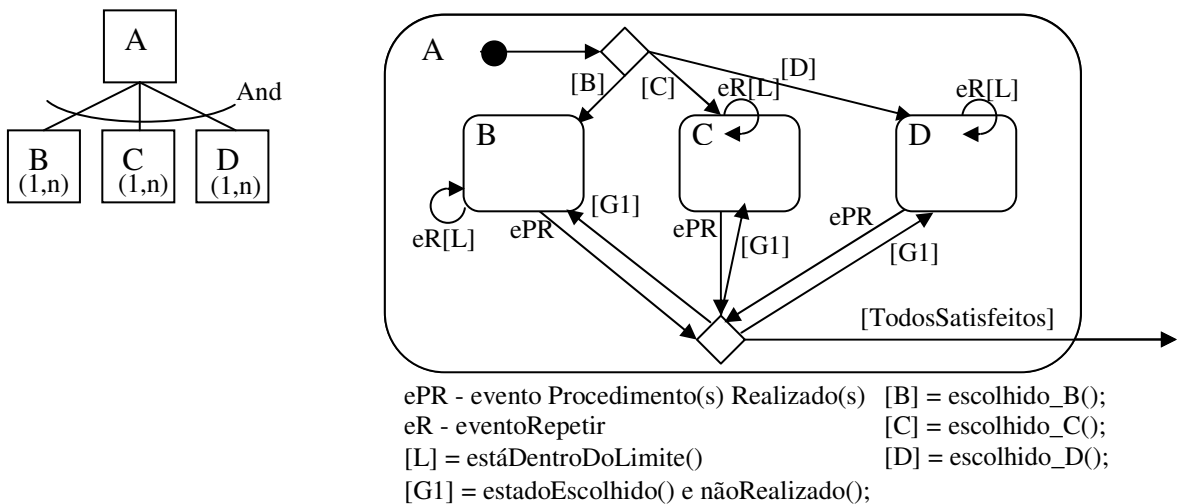 A
And
B
(1,n)
C
(1,n)
D
(1,n)
A
[B]
[C]
[D]
eR[L]
eR[L]
B
C
D
eR[L]
ePR
[G1]
ePR
[G1]
ePR
[G1]
[TodosSatisfeitos]
ePR - evento Procedimento(s) Realizado(s)
[B] = escolhido_B();
eR - eventoRepetir
[C] = escolhido_C();
[L] = estáDentroDoLimite()
[D] = escolhido_D();
[G1] = estadoEscolhido() e nãoRealizado();